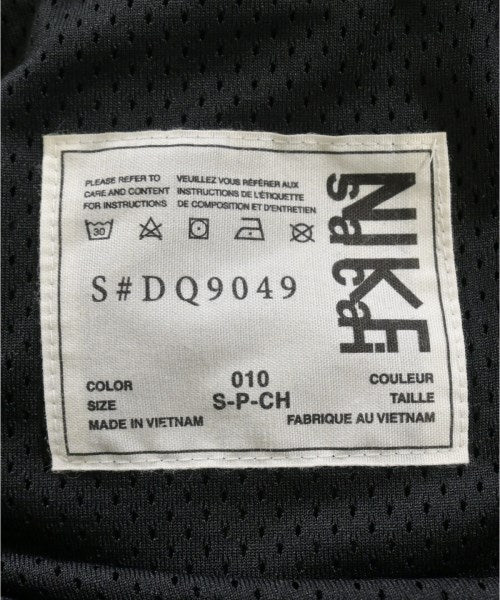 PLEASE REFER TO
CARE AND CONTENT
FOR INSTRUCTIONS
VEUILLEZ VOUS RÉFÉRER AUX
INSTRUCTIONS DE L'ÉTIQUETTE
DE COMPOSITION ET D'ENTRETIEN
30
S#DQ9049
NIKE
sacai
COLOR 010 COULEUR
SIZE S-P-CH TAILLE
MADE IN VIETNAM FABRIQUE AU VIETNAM